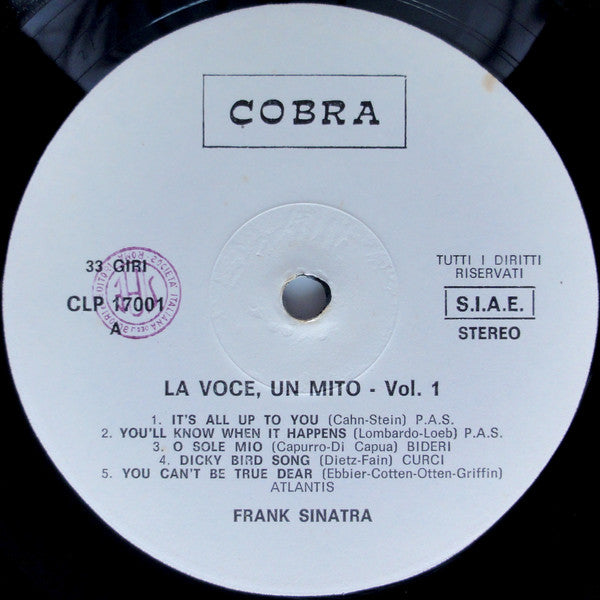 COBRA
33 GIRI
CLP 17001
A
TUTTI I DIRITTI
RISERVATI
S.I.A.E.
STEREO
LA VOCE, UN MITO - Vol. 1
1. IT'S ALL UP TO YOU (Cahn-Stein) P.A.S.
2. YOU'LL KNOW WHEN IT HAPPENS (Lombardo-Loeb) P.A.S.
3. O SOLE MIO (Capurro-Di Capua) BIDERI
4. DICKY BIRD SONG (Dietz-Fain) CURCI
5. YOU CAN'T BE TRUE DEAR (Ebbier-Cotten-Otten-Griffin)
ATLANTIS
FRANK SINATRA